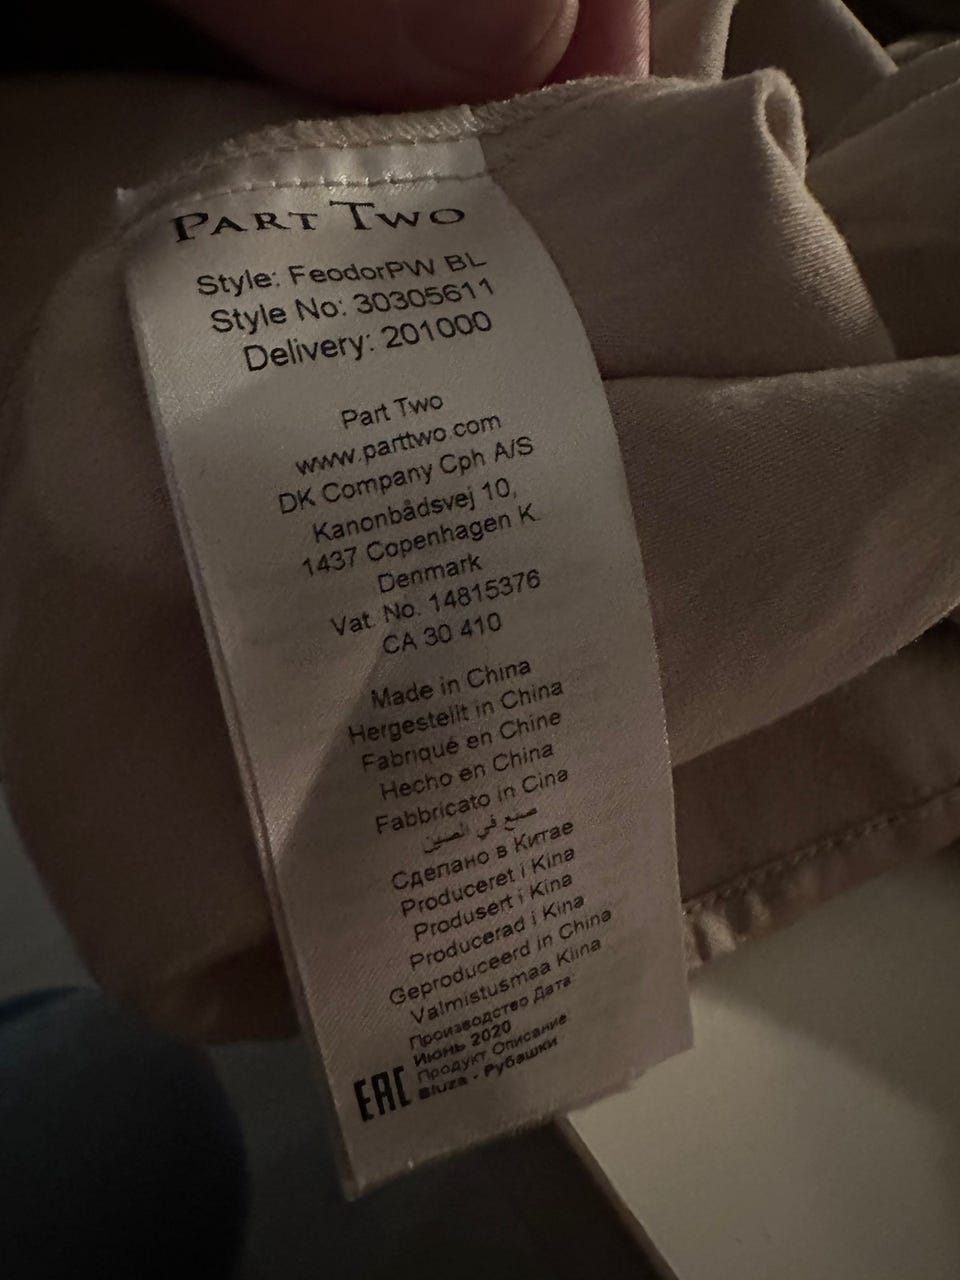 PART TWO
Style: FeodorPW BL
Style No: 30305611
Delivery: 201000
Part Two
www.parttwo.com
DK Company Cph A/S
Kanonbådsvej 10,
1437 Copenhagen K
Denmark
Vat. No. 14815376
CA 30 410
Made in China
Hergestellt in China
Fabriqué en Chine
Hecho en China
Fabbricato in Cina
صنع في الصين
Сделано в Китае
Produceret i Kina
Produsert i Kina
Producerad i Kina
Geproduceerd in China
Valmistusmaa Kiina
Производство Дата
Июнь 2020
Продукт Описание
Bluza - Рубашки
EAC